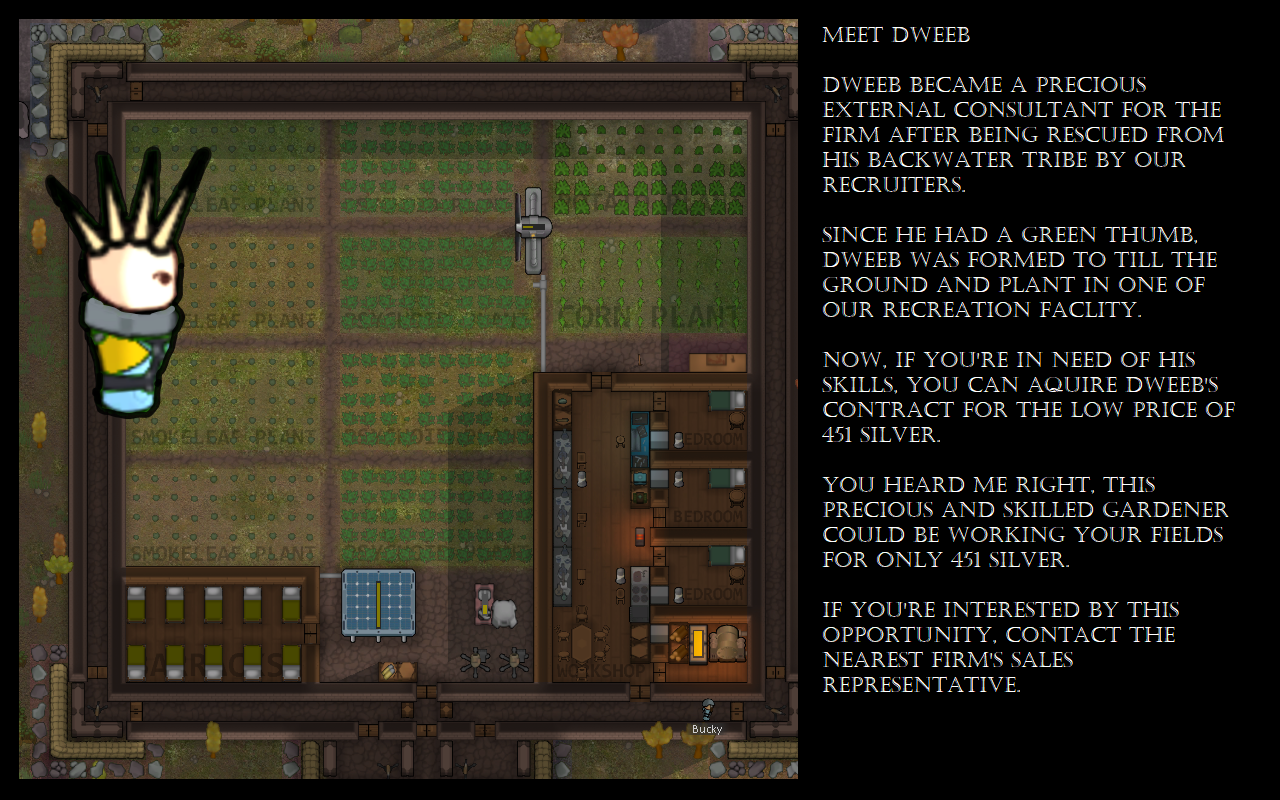 MEET DWEEB
DWEEB BECAME A PRECIOUS
EXTERNAL CONSULTANT FOR THE
FIRM AFTER BEING RESCUED FROM
HIS BACKWATER TRIBE BY OUR
RECRUITERS.
SINCE HE HAD A GREEN THUMB,
DWEEB WAS FORMED TO TILL THE
GROUND AND PLANT IN ONE OF
OUR RECREATION FACLITY.
NOW, IF YOU'RE IN NEED OF HIS
SKILLS, YOU CAN AQUIRE DWEEB'S
CONTRACT FOR THE LOW PRICE OF
451 SILVER.
YOU HEARD ME RIGHT, THIS
PRECIOUS AND SKILLED GARDENER
COULD BE WORKING YOUR FIELDS
FOR ONLY 451 SILVER.
IF YOU'RE INTERESTED BY THIS
OPPORTUNITY, CONTACT THE
NEAREST FIRM'S SALES
REPRESENTATIVE.
LEAF PLANT
LEAF PLANT
CORN PLANT
SMOKELEAF PLANT
SMOKELEAF PLANT
BEDROOM
BEDROOM
BEDROOM
BARRACKS
WORKSHOP
Bucky